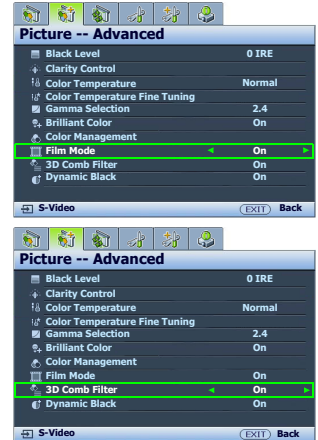 Picture -- Advanced
Black Level 0 IRE
Clarity Control
Color Temperature Normal
Color Temperature Fine Tuning
Gamma Selection 2.4
Brilliant Color On
Color Management
Film Mode On
3D Comb Filter On
Dynamic Black On
S-Video EXIT Back
Picture -- Advanced
Black Level 0 IRE
Clarity Control
Color Temperature Normal
Color Temperature Fine Tuning
Gamma Selection 2.4
Brilliant Color On
Color Management
Film Mode On
3D Comb Filter On
Dynamic Black On
S-Video EXIT Back